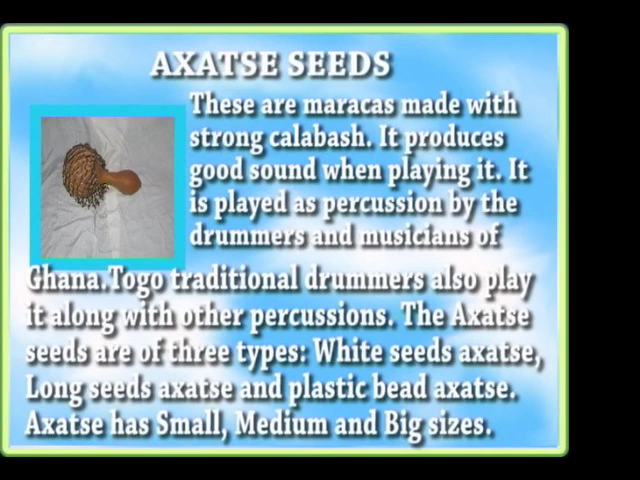 AXATSE SEEDS
These are maracas made with
strong calabash. It produces
good sound when playing it. It
is played as percussion by the
drummers and musicians of
Ghana.Togo traditional drummers also play
it along with other percussions. The Axatse
seeds are of three types: White seeds axatse,
Long seeds axatse and plastic bead axatse.
Axatse has Small, Medium and Big sizes.